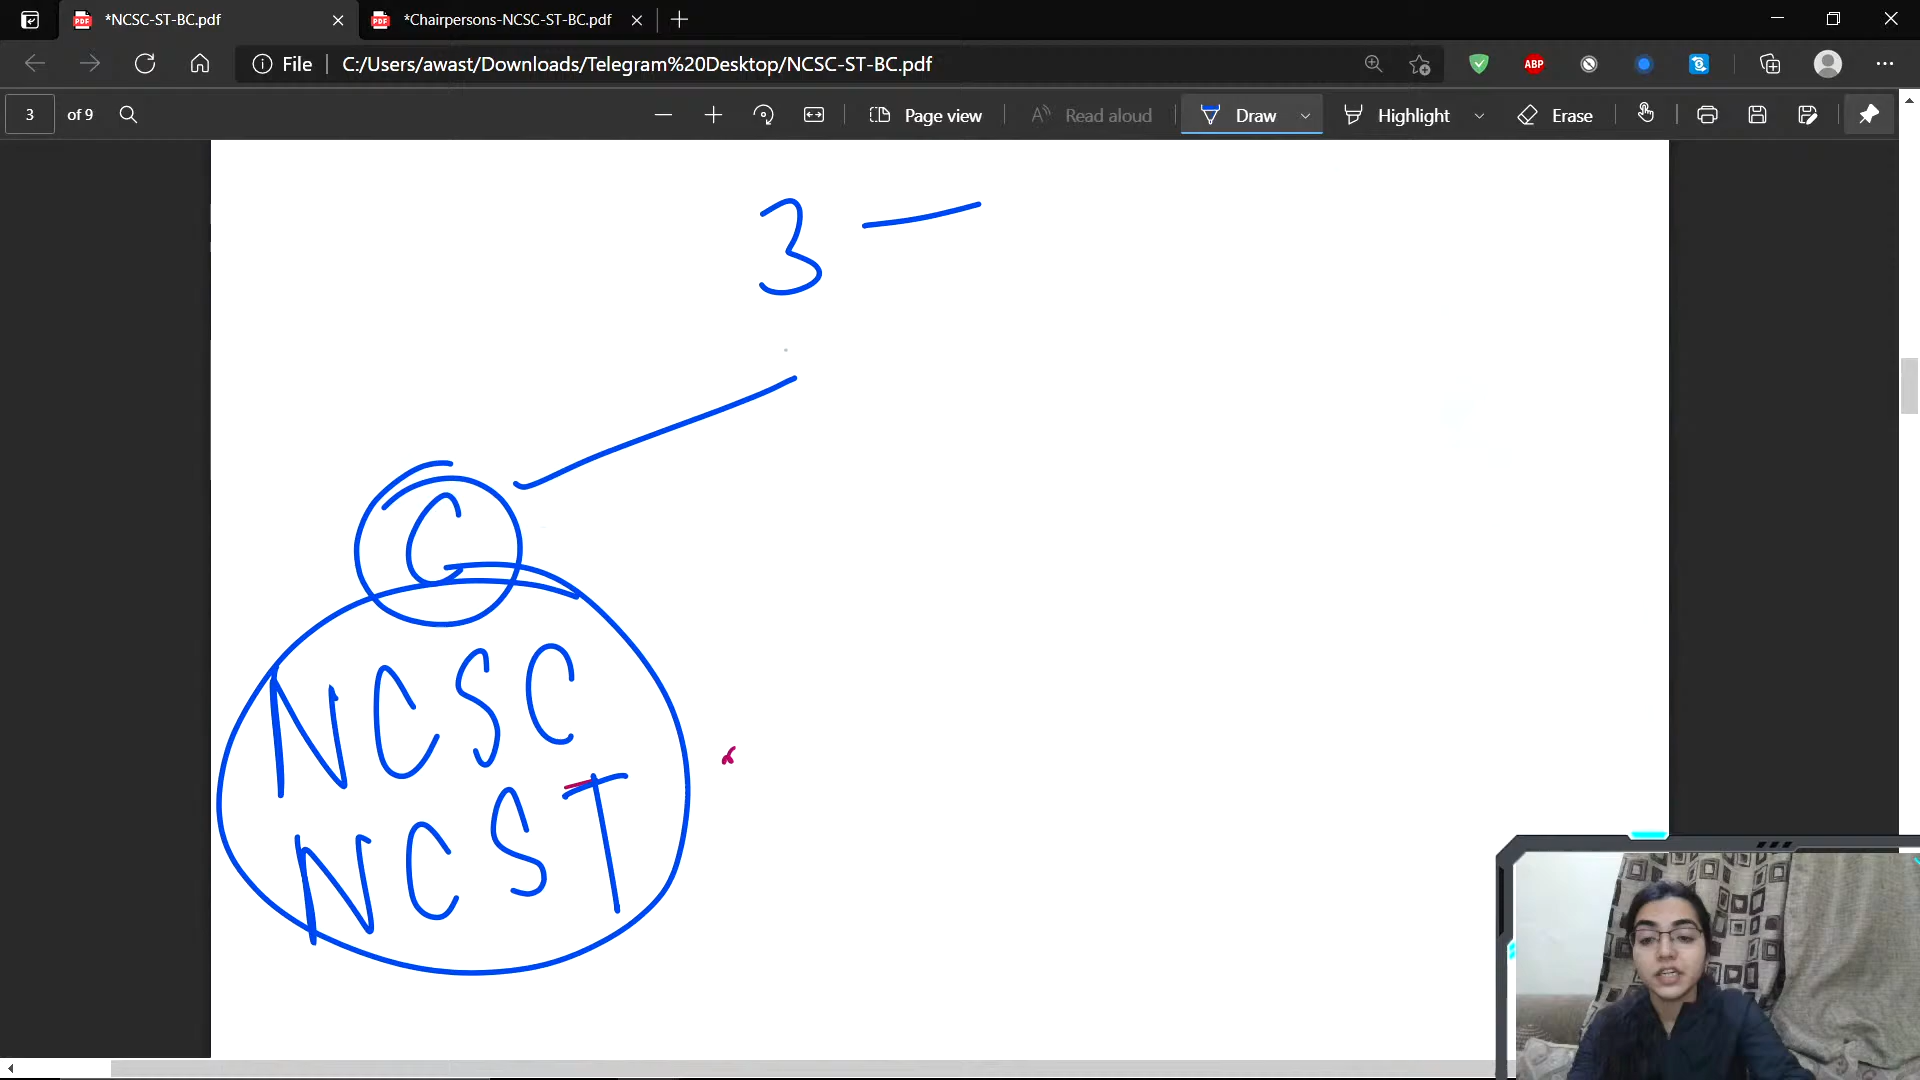 *NCSC-ST-BC.pdf
*Chairpersons-NCSC-ST-BC.pdf
File
C:/Users/awast/Downloads/Telegram%20Desktop/NCSC-ST-BC.pdf
ABP
3 of 9
Page view
Read aloud
Draw
Highlight
Erase
3 —
C
NCSC
NCST